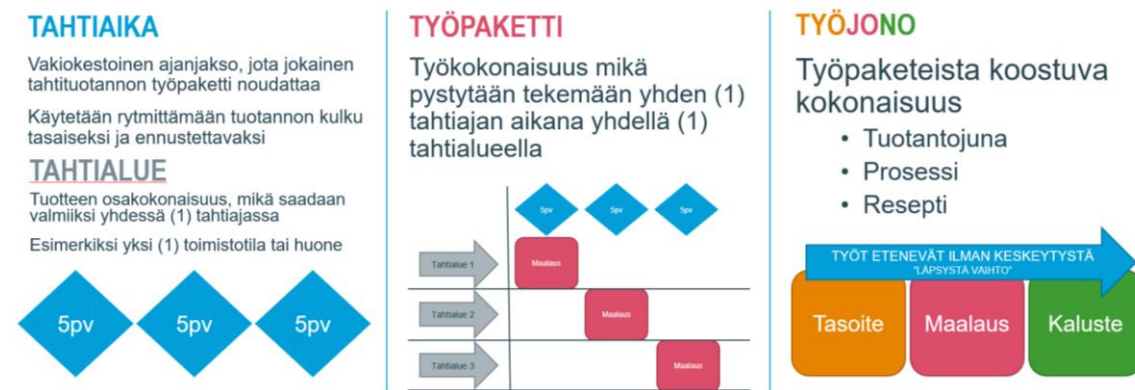 TAHTIAIKA
Vakiokestoinen ajanjakso, jota jokainen
tahtituotannon työpaketti noudattaa
Käytetään rytmittämään tuotannon kulku
tasaiseksi ja ennustettavaksi
TAHTIALUE
Tuotteen osakokonaisuus, mikä saadaan
valmiiksi yhdessä (1) tahtiajassa
Esimerkiksi yksi (1) toimistotila tai huone
5pv
5pv
5pv
TYÖPAKETTI
Työkokonaisuus mikä
pystytään tekemään yhden (1)
tahtiajan aikana yhdellä (1)
tahtialueella
5pv
5pv
5pv
Tahtialue 1
Maalaus
Tahtialue 2
Maalaus
Tahtialue 3
Maalaus
TYÖJONO
Työpaketeista koostuva
kokonaisuus
• Tuotantojuna
• Prosessi
• Resepti
TYÖT ETENEVÄT ILMAN KESKEYTYSTÄ
"LÄPSYSTÄ VAIHTO"
Tasoite
Maalaus
Kaluste